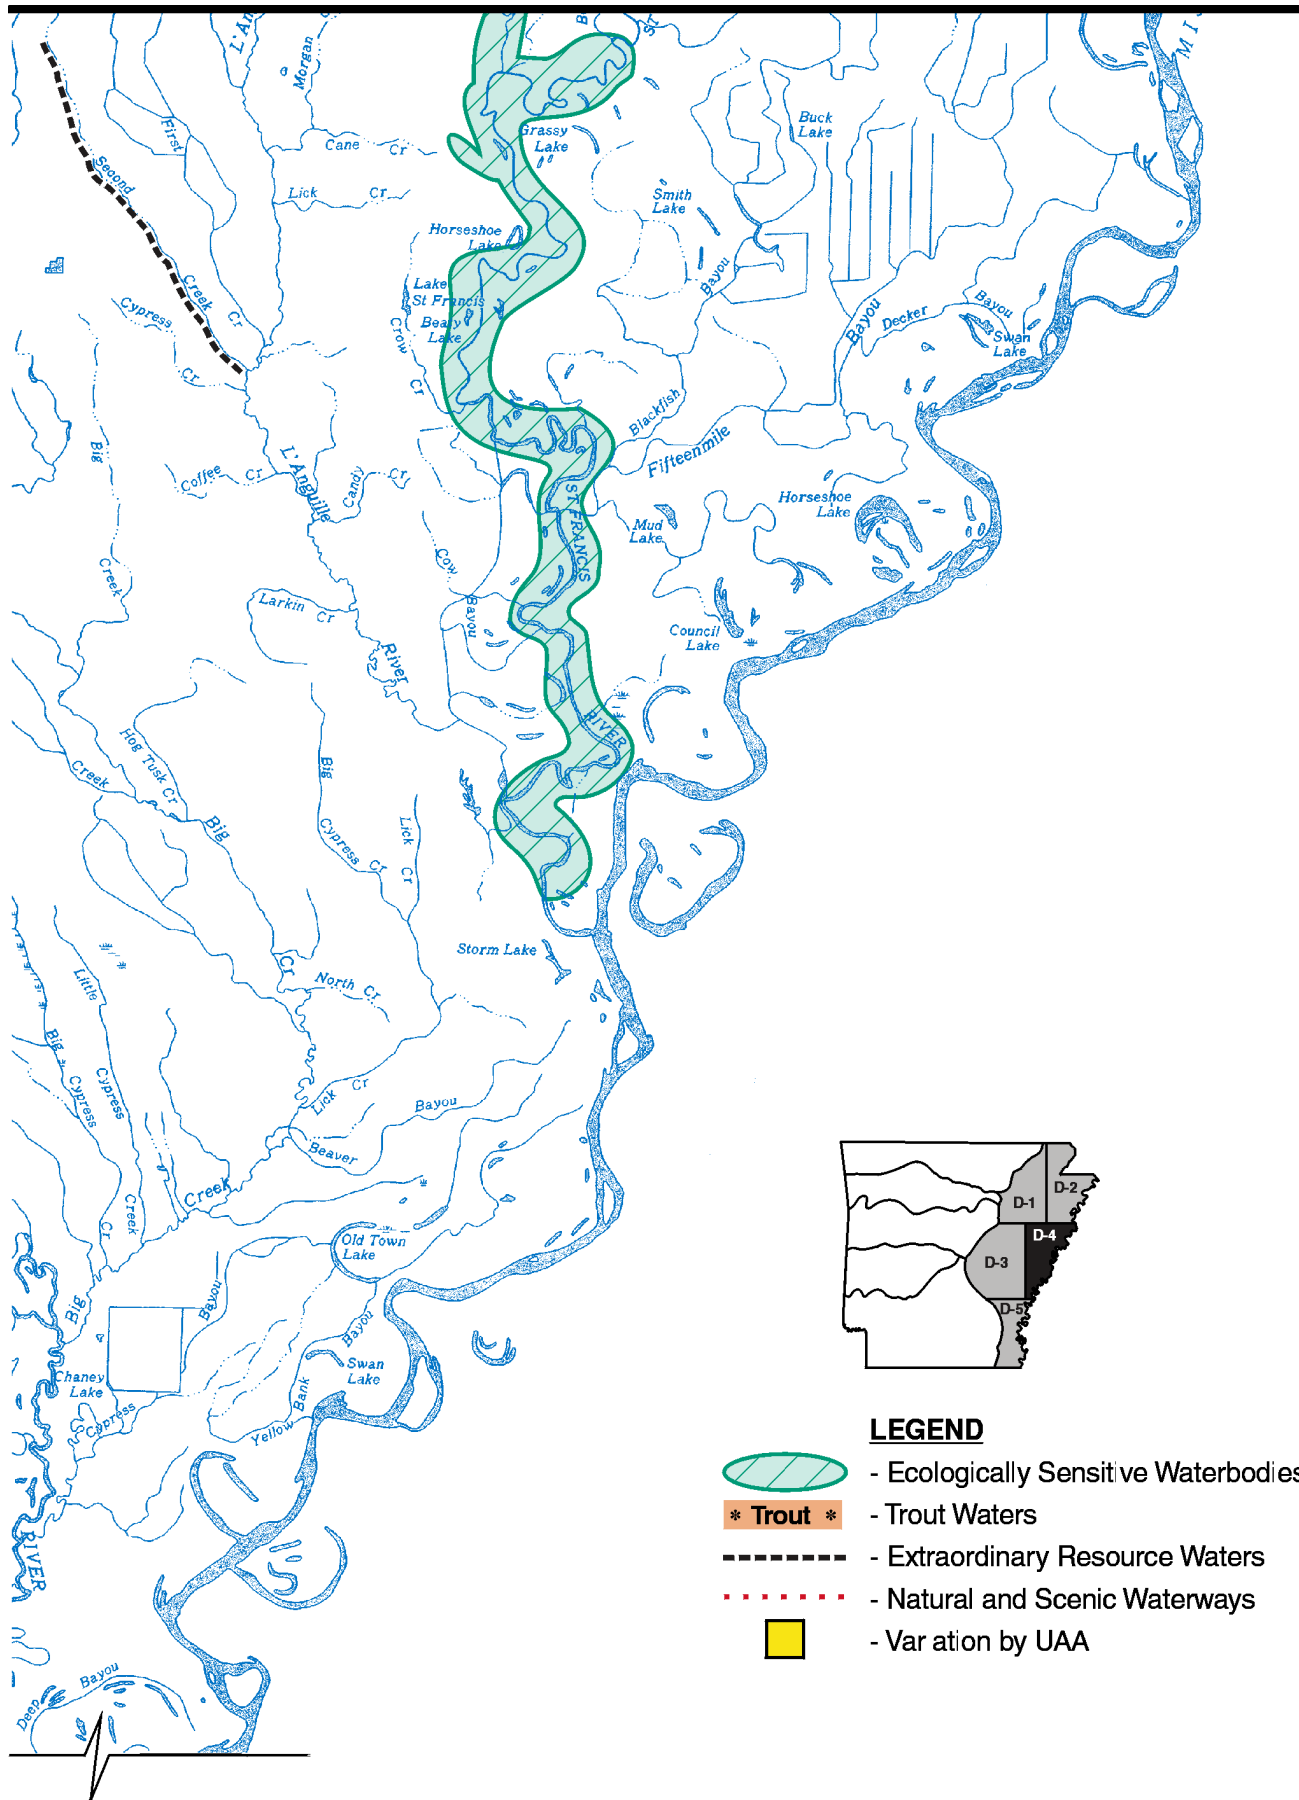 L'An
Morgan
B
ST
MIS
First
Cane Cr
Grassy
Lake
Buck
Lake
Second
Lick Cr
Smith
Lake
Horseshoe
Lake
Creek
Cr
Lake
St Francis
Beaty
Lake
Bayou
Bayou
Decker
Bayou
Swan
Lake
Cypress
Cr
Crow
Cr
Blackfish
Fifteenmile
Big
Creek
Coffee Cr
L'Anguille
River
Candy Cr
ST FRANCIS
RIVER
Horseshoe
Lake
Mud
Lake
Cow
Bayou
Larkin
Cr
Council
Lake
Hog Tusk Cr
Creek
Big
Cr
Big
Cypress Cr
Lick
Cr
Storm Lake
North Cr
Little
Cypress
Creek
Big
Cypress
Cr
Lick Cr
Bayou
Beaver
Creek
Old Town
Lake
D-1
D-2
D-4
D-3
D-5
Big
Bayou
Bayou
Swan
Lake
Bank
Yellow
Chaney
Lake
Cypress
RIVER
Deep
Bayou
LEGEND
- Ecologically Sensitive Waterbodies
* Trout * - Trout Waters
- Extraordinary Resource Waters
- Natural and Scenic Waterways
- Var ation by UAA